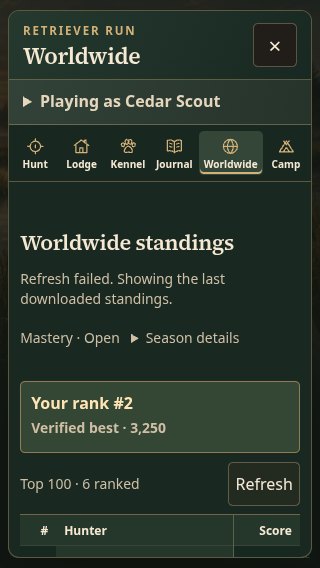 RETRIEVER RUN
Worldwide
✕
▶ Playing as Cedar Scout
Hunt Lodge Kennel Journal Worldwide Camp
Worldwide standings
Refresh failed. Showing the last
downloaded standings.
Mastery · Open ▶ Season details
Your rank #2
Verified best · 3,250
Top 100 · 6 ranked Refresh
# Hunter Score